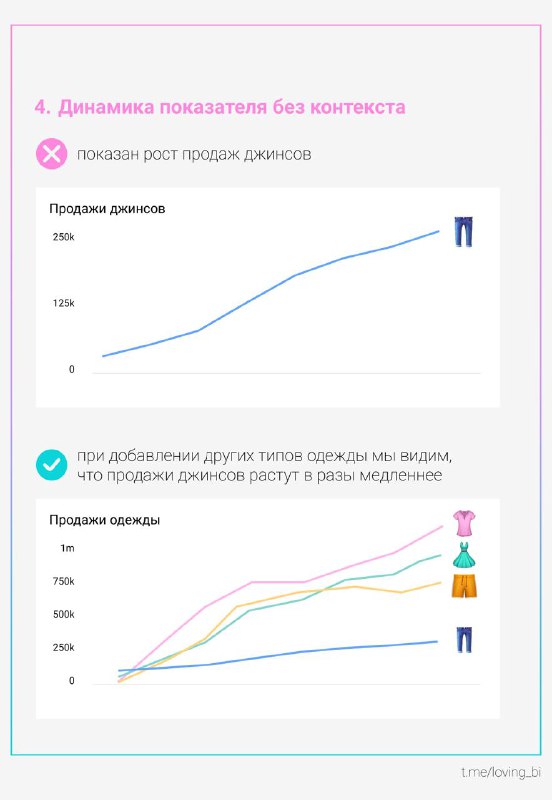 4. Динамика показателя без контекста
показан рост продаж джинсов
Продажи джинсов
250k
125k
0
при добавлении других типов одежды мы видим,
что продажи джинсов растут в разы медленнее
Продажи одежды
1m
750k
500k
250k
0
t.me/loving_bi